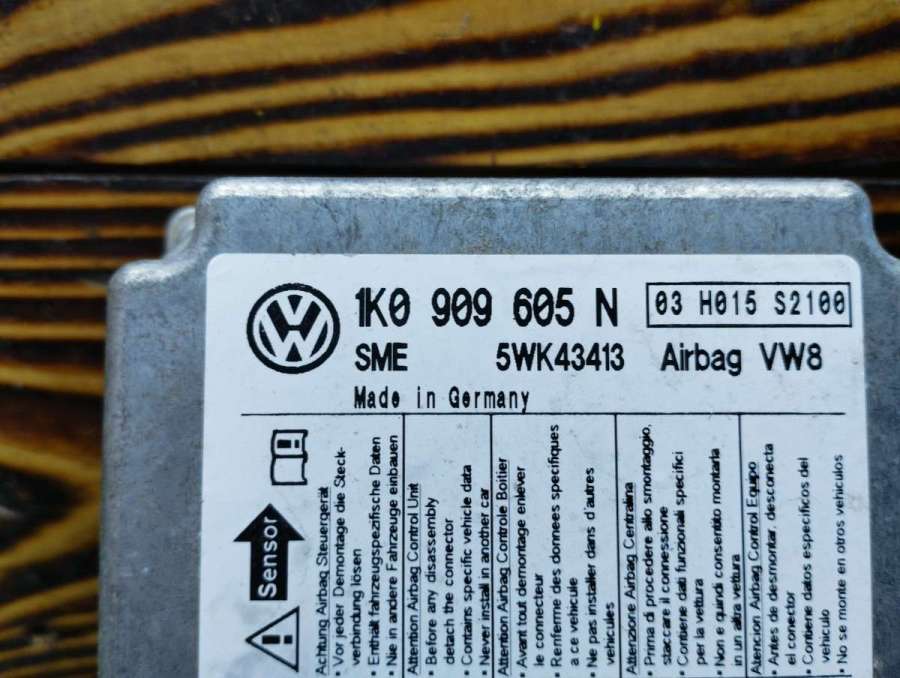 1K0 909 605 N
03 H015 S2100
SME 5WK43413 Airbag VW8
Made in Germany
Sensor
Achtung Airbag Steuergerät
• Vor jeder Demontage die Steck-
verbindung lösen
• Enthält fahrzeugspezifische Daten
• Nie in andere Fahrzeuge einbauen
Attention Airbag Control Unit
• Before any disassembly
detach the connector
• Contains specific vehicle data
• Never install in another car
Attention Airbag Controle Boitier
• Avant tout demontage enlever
le connecteur
• Renferme des donnees specifiques
a ce vehicule
• Ne pas installer dans d'autres
vehicules
Attenzione Airbag Centralina
• Prima di procedere allo smontaggio,
staccare il connessione
• Contiene dati funzionali specifici
per la vettura
• Non e quindi consentito montarla
in un altra vettura
Atencion Airbag Control Equipo
• Antes de desmontar, desconecta
el conector
• Contiene datos especificos del
vehiculo
• No se monte en otros vehiculos